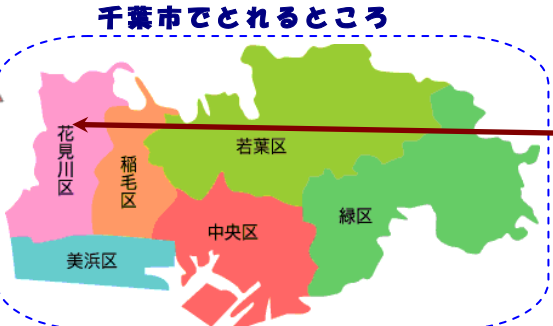 千葉市でとれるところ
花見川区
稲毛区
若葉区
緑区
中央区
美浜区